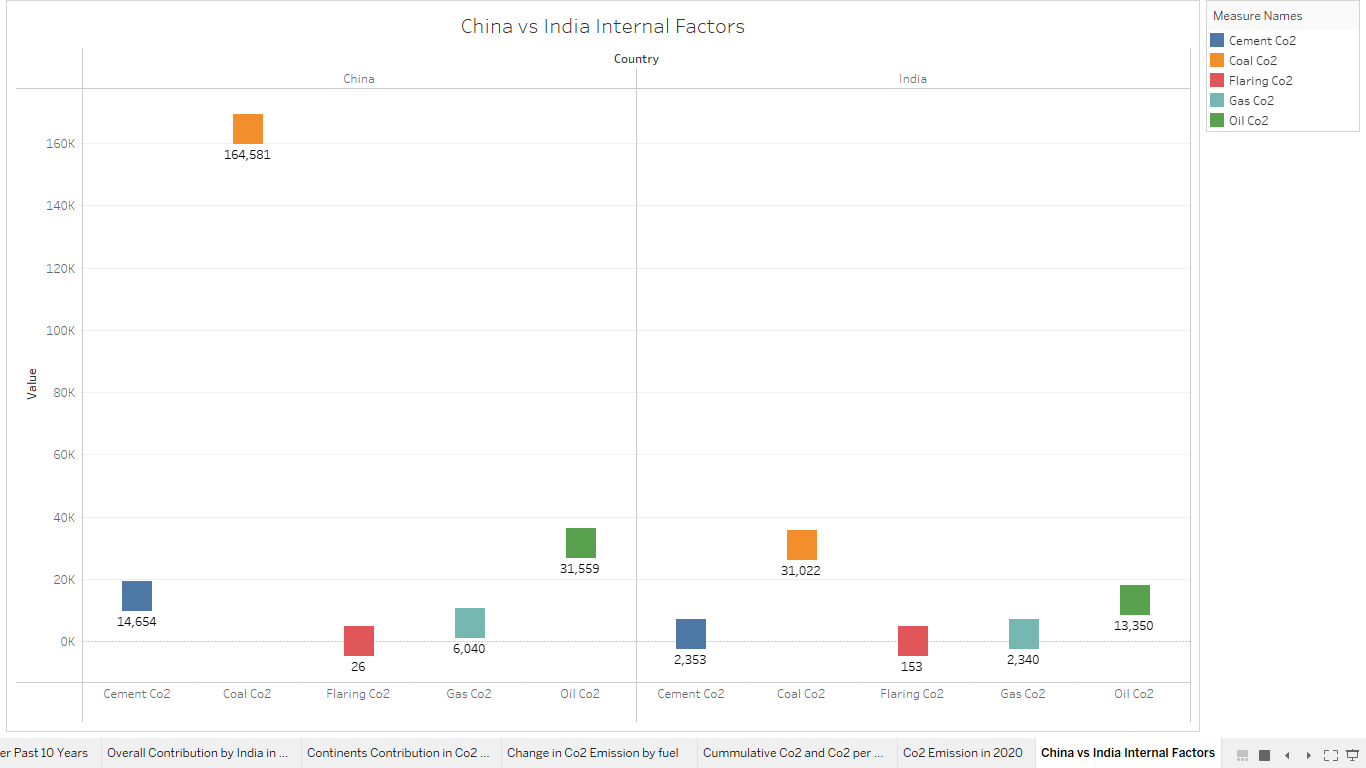 China vs India Internal Factors
Country
China India
160K
140K
120K
100K
80K
60K
40K
20K
0K
Value
164,581
14,654
26
6,040
31,559
2,353
31,022
153
2,340
13,350
Cement Co2 Coal Co2 Flaring Co2 Gas Co2 Oil Co2 Cement Co2 Coal Co2 Flaring Co2 Gas Co2 Oil Co2
Measure Names
Cement Co2
Coal Co2
Flaring Co2
Gas Co2
Oil Co2
er Past 10 Years Overall Contribution by India in ... Continents Contribution in Co2 ... Change in Co2 Emission by fuel Cummulative Co2 and Co2 per ... Co2 Emission in 2020 China vs India Internal Factors